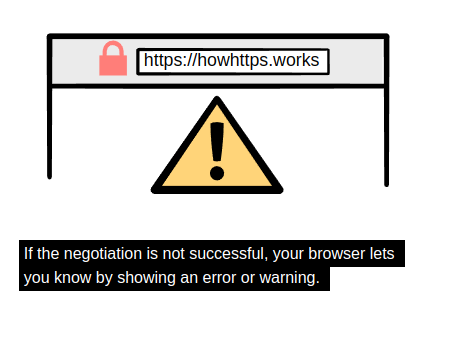 https://howhttps.works
!
If the negotiation is not successful, your browser lets
you know by showing an error or warning.